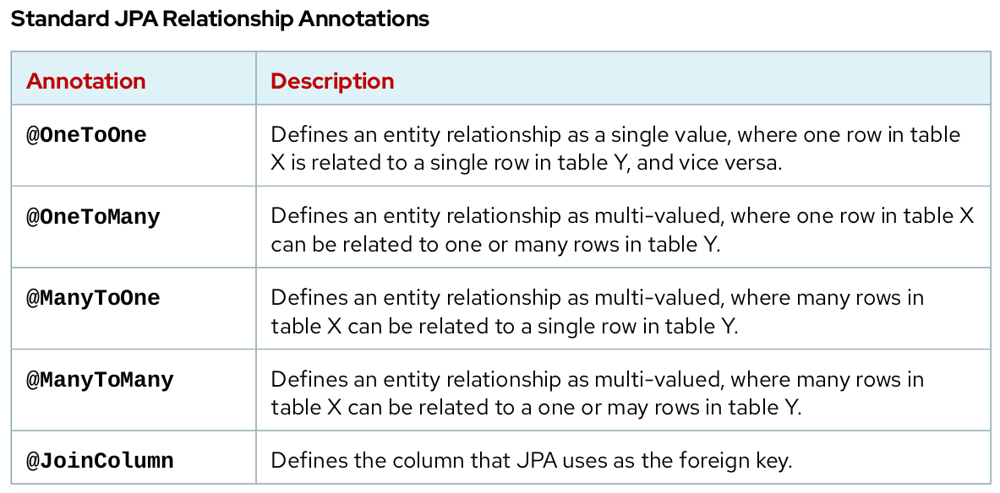 Standard JPA Relationship Annotations
Annotation
Description
@OneToOne
Defines an entity relationship as a single value, where one row in table
X is related to a single row in table Y, and vice versa.
@OneToMany
Defines an entity relationship as multi-valued, where one row in table X
can be related to one or many rows in table Y.
@ManyToOne
Defines an entity relationship as multi-valued, where many rows in
table X can be related to a single row in table Y.
@ManyToMany
Defines an entity relationship as multi-valued, where many rows in
table X can be related to a one or may rows in table Y.
@JoinColumn
Defines the column that JPA uses as the foreign key.